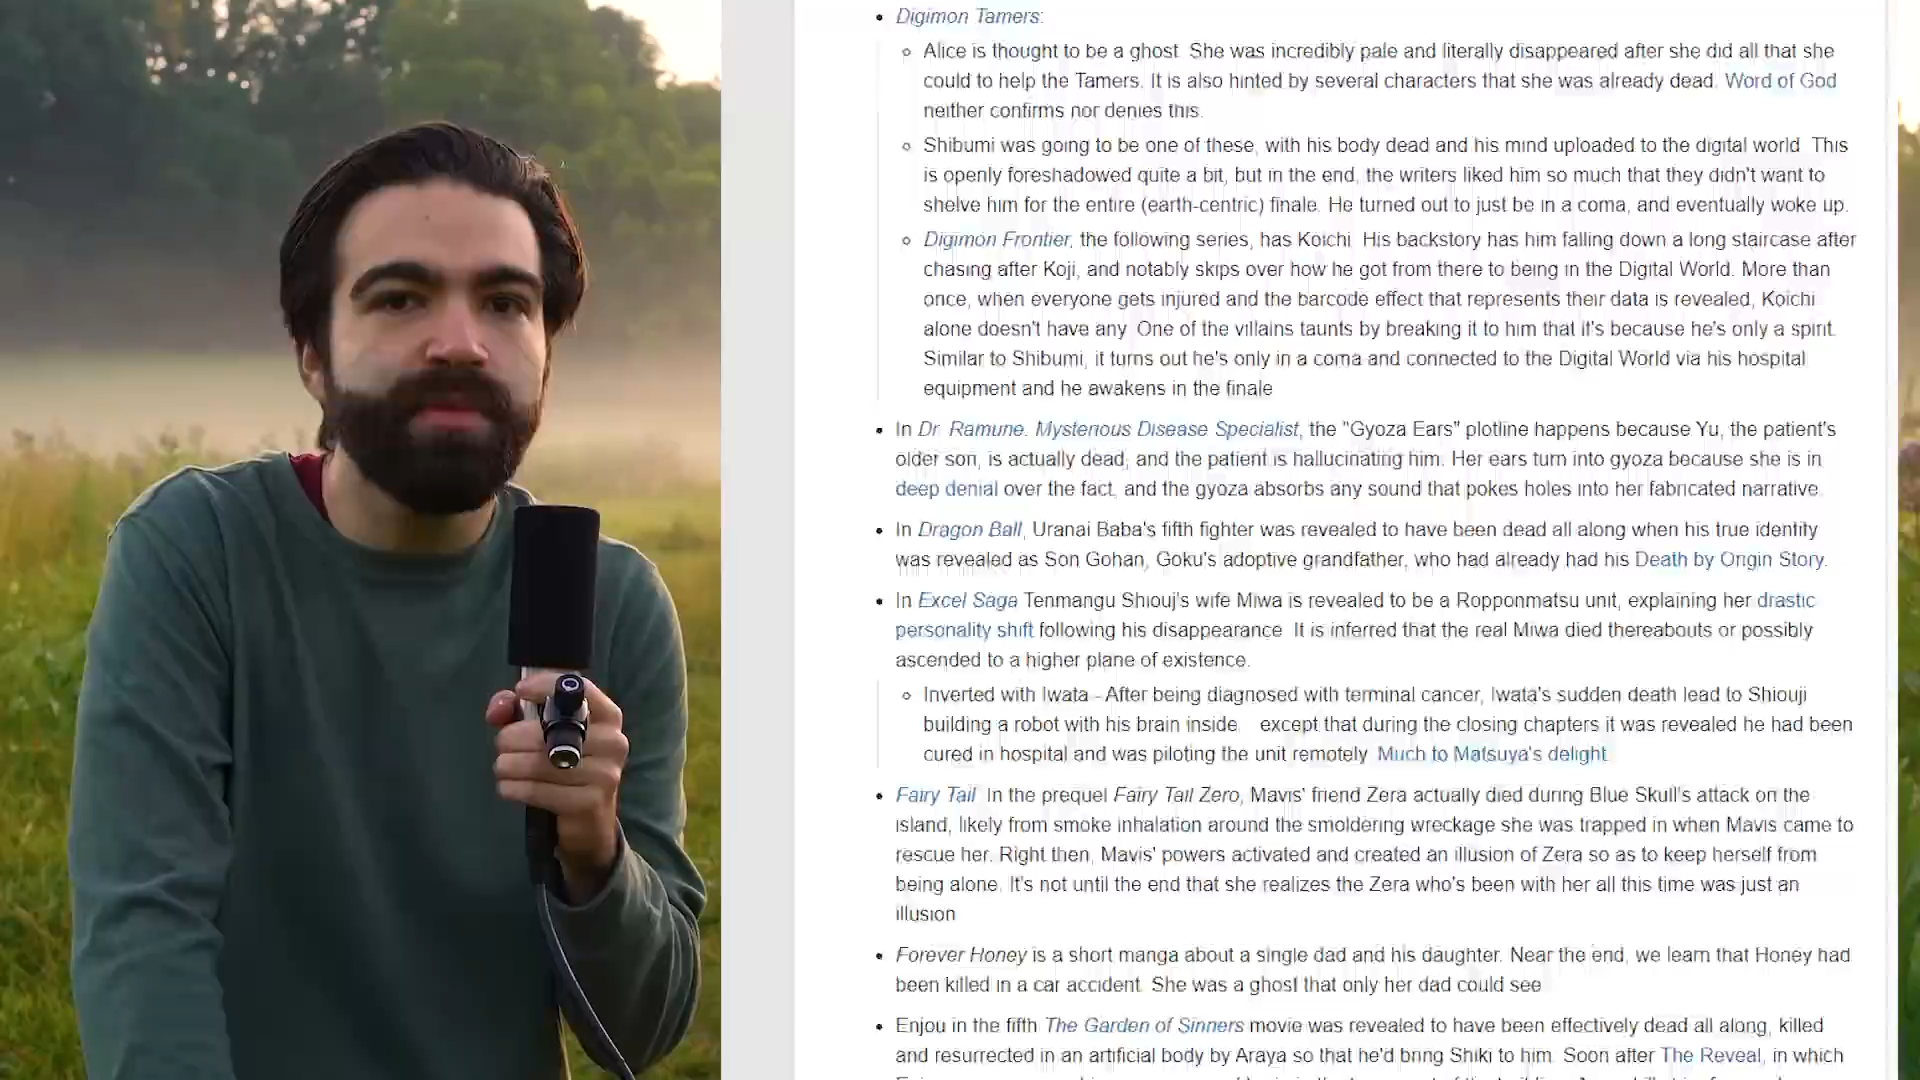 Digimon Tamers:
Alice is thought to be a ghost. She was incredibly pale and literally disappeared after she did all that she
could to help the Tamers. It is also hinted by several characters that she was already dead. Word of God
neither confirms nor denies this.
Shibumi was going to be one of these, with his body dead and his mind uploaded to the digital world. This
is openly foreshadowed quite a bit, but in the end, the writers liked him so much that they didn't want to
shelve him for the entire (earth-centric) finale. He turned out to just be in a coma, and eventually woke up.
Digimon Frontier, the following series, has Koichi. His backstory has him falling down a long staircase after
chasing after Koji, and notably skips over how he got from there to being in the Digital World. More than
once, when everyone gets injured and the barcode effect that represents their data is revealed, Koichi
alone doesn't have any. One of the villains taunts by breaking it to him that it's because he's only a spirit.
Similar to Shibumi, it turns out he's only in a coma and connected to the Digital World via his hospital
equipment and he awakens in the finale
In Dr. Ramune: Mysterious Disease Specialist, the "Gyoza Ears" plotline happens because Yu, the patient's
older son, is actually dead, and the patient is hallucinating him. Her ears turn into gyoza because she is in
deep denial over the fact, and the gyoza absorbs any sound that pokes holes into her fabricated narrative.
In Dragon Ball, Uranai Baba's fifth fighter was revealed to have been dead all along when his true identity
was revealed as Son Gohan, Goku's adoptive grandfather, who had already had his Death by Origin Story.
In Excel Saga Tenmangu Shiouji's wife Miwa is revealed to be a Ropponmatsu unit, explaining her drastic
personality shift following his disappearance. It is inferred that the real Miwa died thereabouts or possibly
ascended to a higher plane of existence.
Inverted with Iwata - After being diagnosed with terminal cancer, Iwata's sudden death lead to Shiouji
building a robot with his brain inside... except that during the closing chapters it was revealed he had been
cured in hospital and was piloting the unit remotely. Much to Matsuya's delight.
Fairy Tail: In the prequel Fairy Tail Zero, Mavis' friend Zera actually died during Blue Skull's attack on the
island, likely from smoke inhalation around the smoldering wreckage she was trapped in when Mavis came to
rescue her. Right then, Mavis' powers activated and created an illusion of Zera so as to keep herself from
being alone. It's not until the end that she realizes the Zera who's been with her all this time was just an
illusion.
Forever Honey is a short manga about a single dad and his daughter. Near the end, we learn that Honey had
been killed in a car accident. She was a ghost that only her dad could see.
Enjou in the fifth The Garden of Sinners movie was revealed to have been effectively dead all along, killed
and resurrected in an artificial body by Araya so that he'd bring Shiki to him. Soon after The Reveal, in which